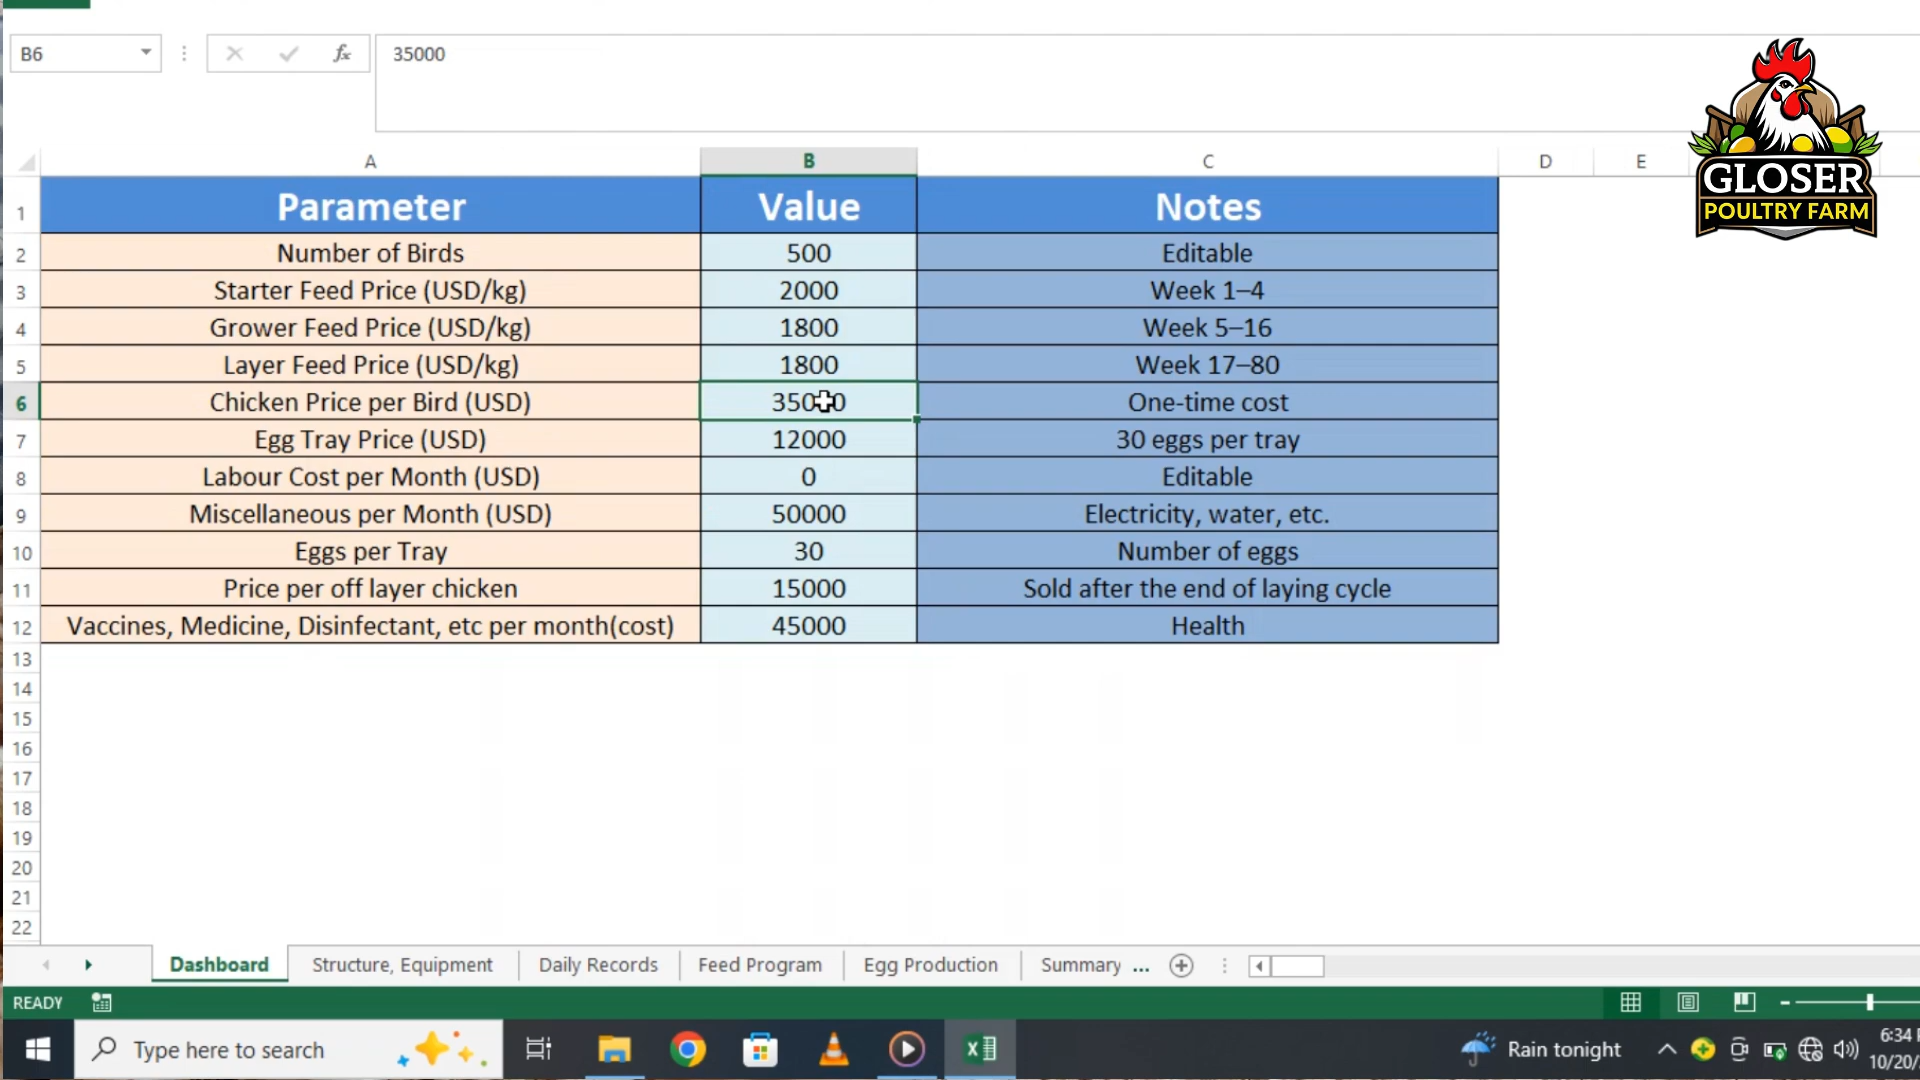 B6
fx
35000
GLOSER
POULTRY FARM
A B C D E
1 Parameter Value Notes
2 Number of Birds 500 Editable
3 Starter Feed Price (USD/kg) 2000 Week 1–4
4 Grower Feed Price (USD/kg) 1800 Week 5–16
5 Layer Feed Price (USD/kg) 1800 Week 17–80
6 Chicken Price per Bird (USD) 35000 One-time cost
7 Egg Tray Price (USD) 12000 30 eggs per tray
8 Labour Cost per Month (USD) 0 Editable
9 Miscellaneous per Month (USD) 50000 Electricity, water, etc.
10 Eggs per Tray 30 Number of eggs
11 Price per off layer chicken 15000 Sold after the end of laying cycle
12 Vaccines, Medicine, Disinfectant, etc per month(cost) 45000 Health
13
14
15
16
17
18
19
20
21
22
Dashboard Structure, Equipment Daily Records Feed Program Egg Production Summary ...
READY
Type here to search
Rain tonight
6:34
10/20/